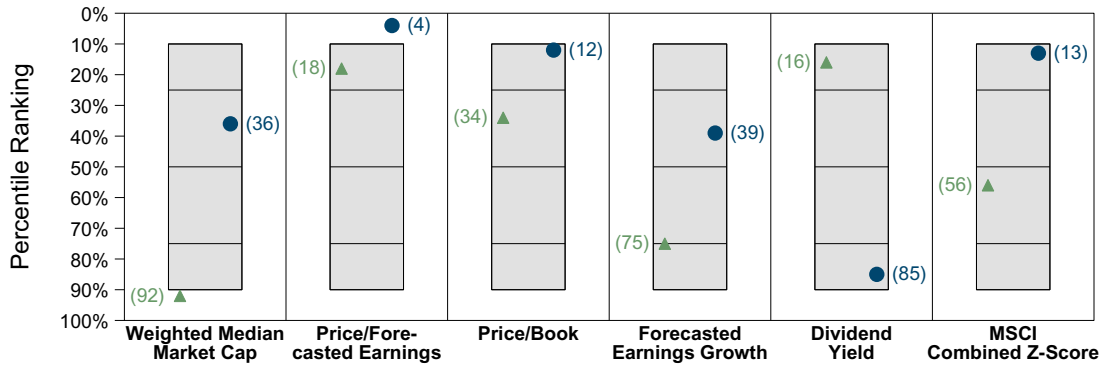 Percentile Ranking
0%
10%
20%
30%
40%
50%
60%
70%
80%
90%
100%
(92)
(36)
(18)
(4)
(34)
(12)
(75)
(39)
(16)
(85)
(56)
(13)
Weighted Median
Market Cap
Price/Fore-
casted Earnings
Price/Book
Forecasted
Earnings Growth
Dividend
Yield
MSCI
Combined Z-Score